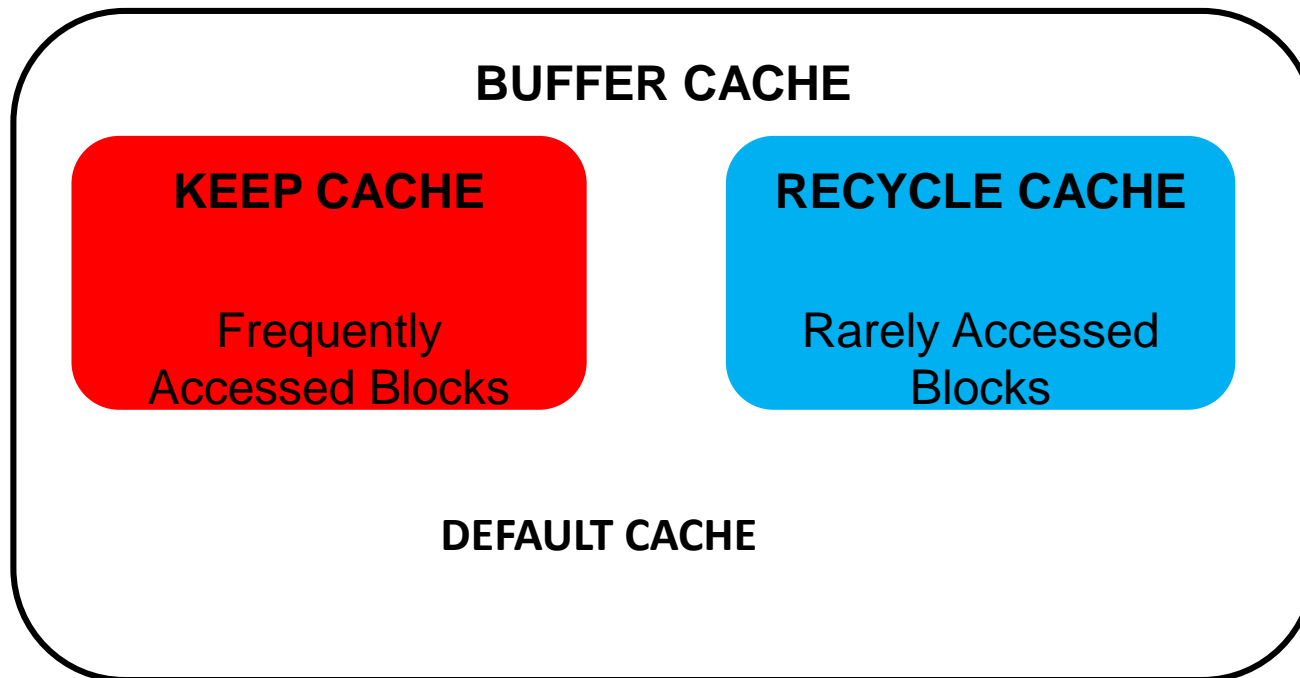 BUFFER CACHE
KEEP CACHE
Frequently
Accessed Blocks
RECYCLE CACHE
Rarely Accessed
Blocks
DEFAULT CACHE